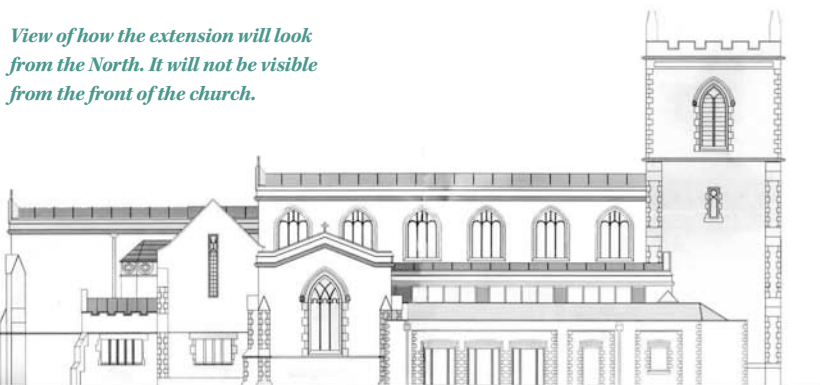 View of how the extension will look
from the North. It will not be visible
from the front of the church.